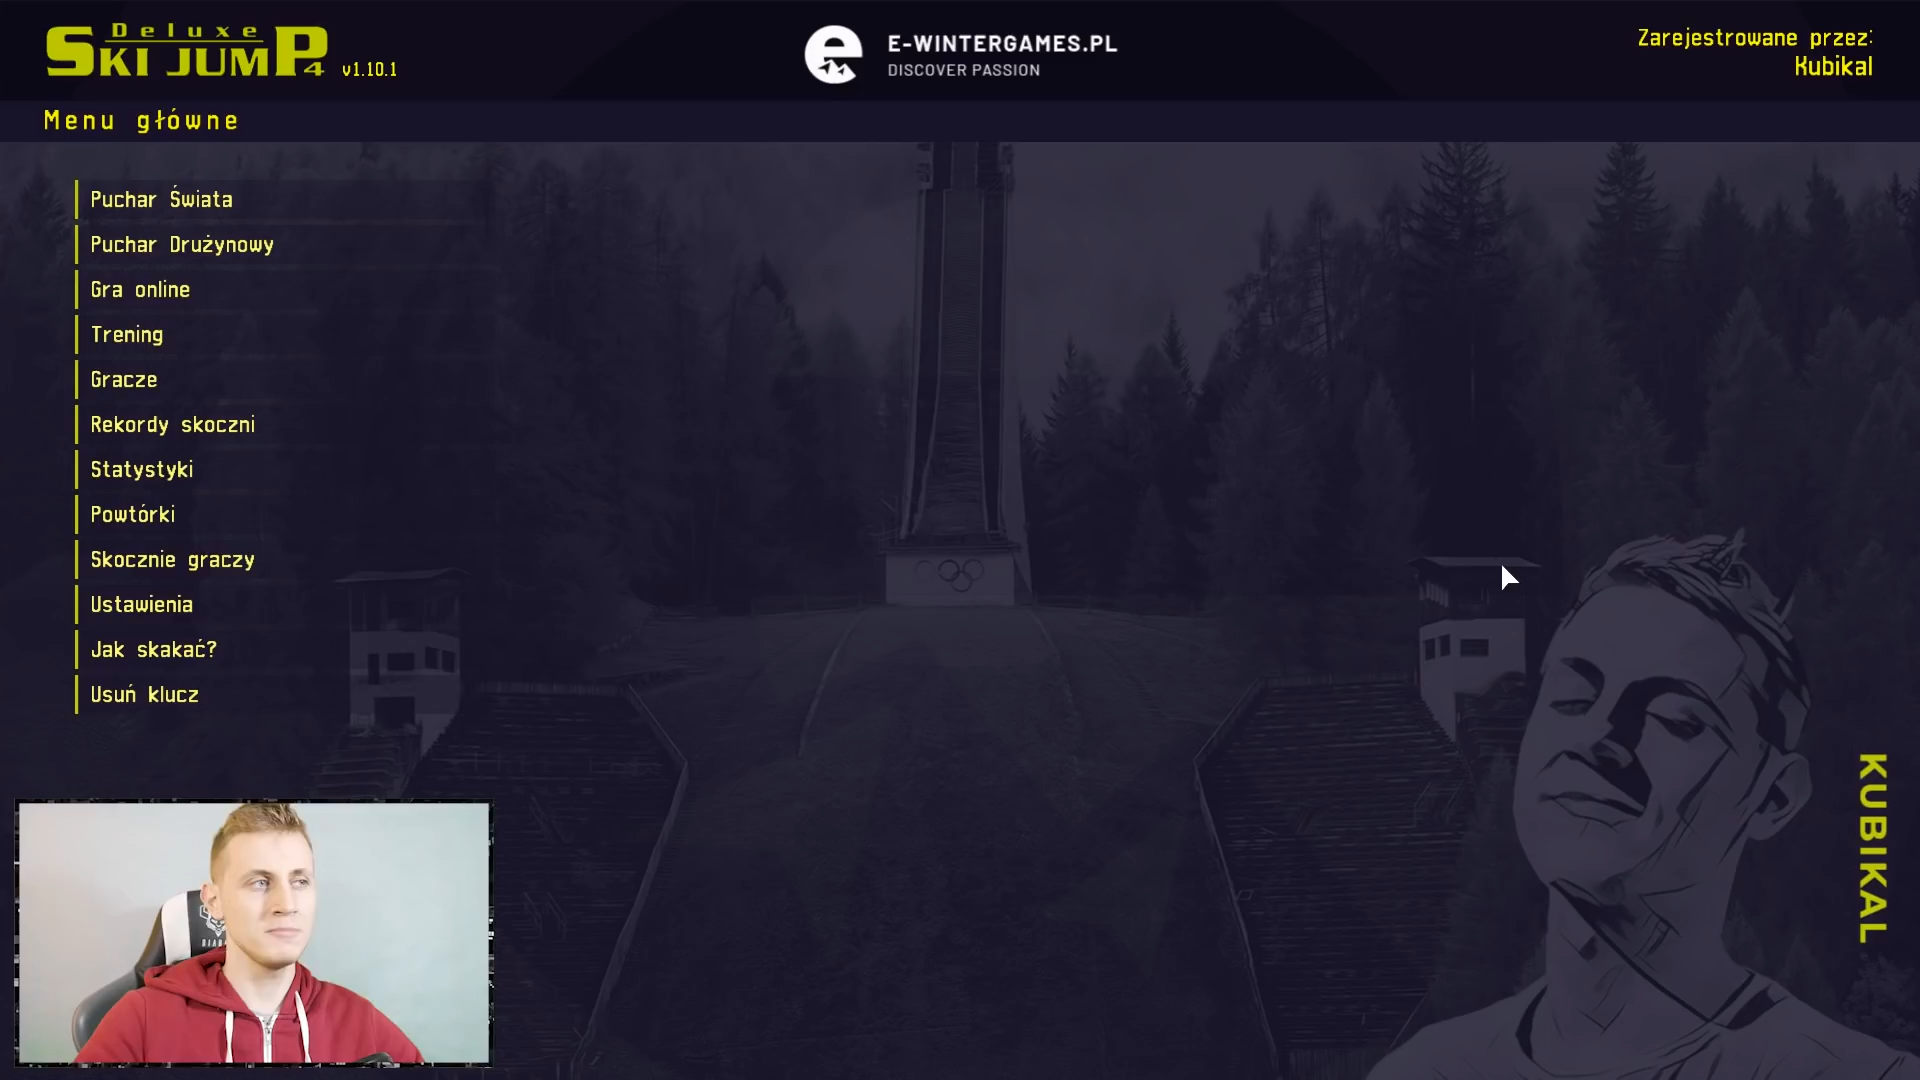 Deluxe
SKI JUMP 4 v1.10.1
E-WINTERGAMES.PL
DISCOVER PASSION
Zarejestrowane przez:
Kubikal
Menu główne
Puchar Świata
Puchar Drużynowy
Gra online
Trening
Gracze
Rekordy skoczni
Statystyki
Powtórki
Skocznie graczy
Ustawienia
Jak skakać?
Usuń klucz
KUBIKAL